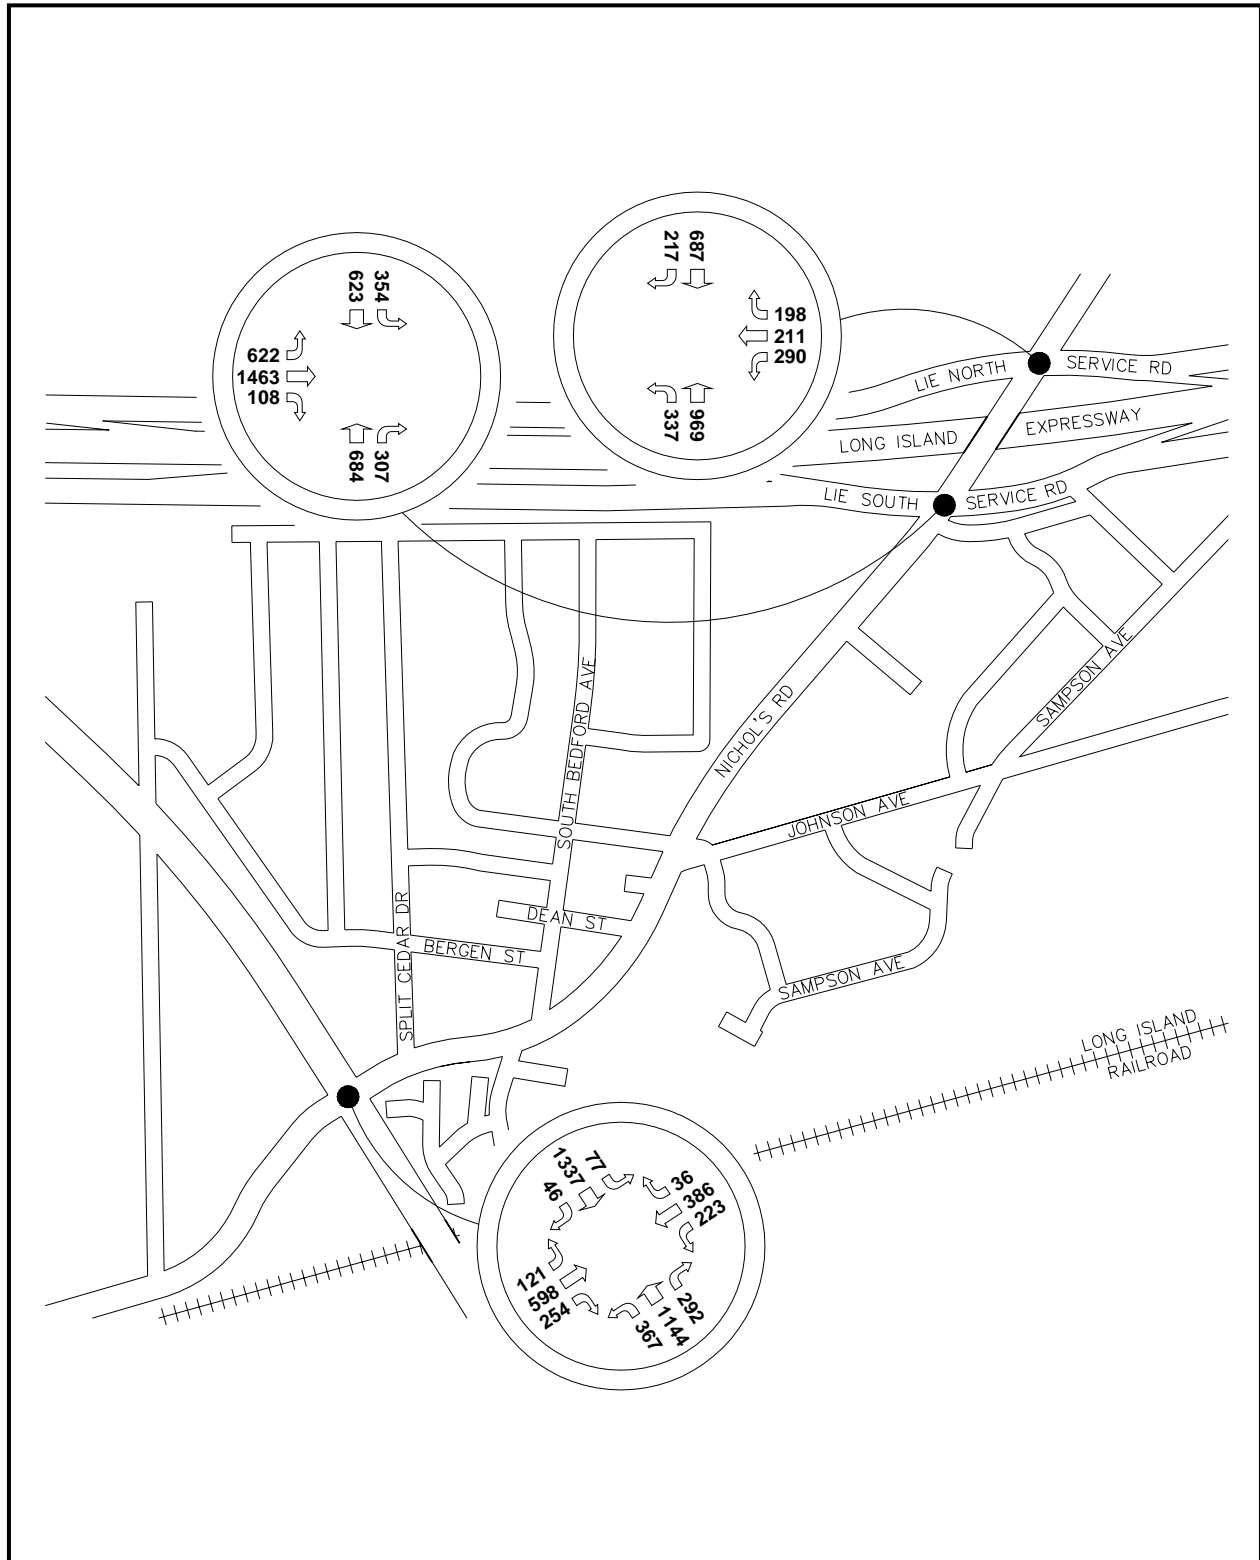 687
217
198
211
290
337
969
354
623
622
1463
108
684
307
LIE NORTH
SERVICE RD
LONG ISLAND
EXPRESSWAY
LIE SOUTH
SERVICE RD
SAMPSON AVE
NICHOL'S RD
SOUTH BEDFORD AVE
JOHNSON AVE
SPLIT CEDAR DR
DEAN ST
BERGEN ST
SAMPSON AVE
LONG ISLAND
RAILROAD
77
1337
46
36
386
223
121
598
254
292
1144
367